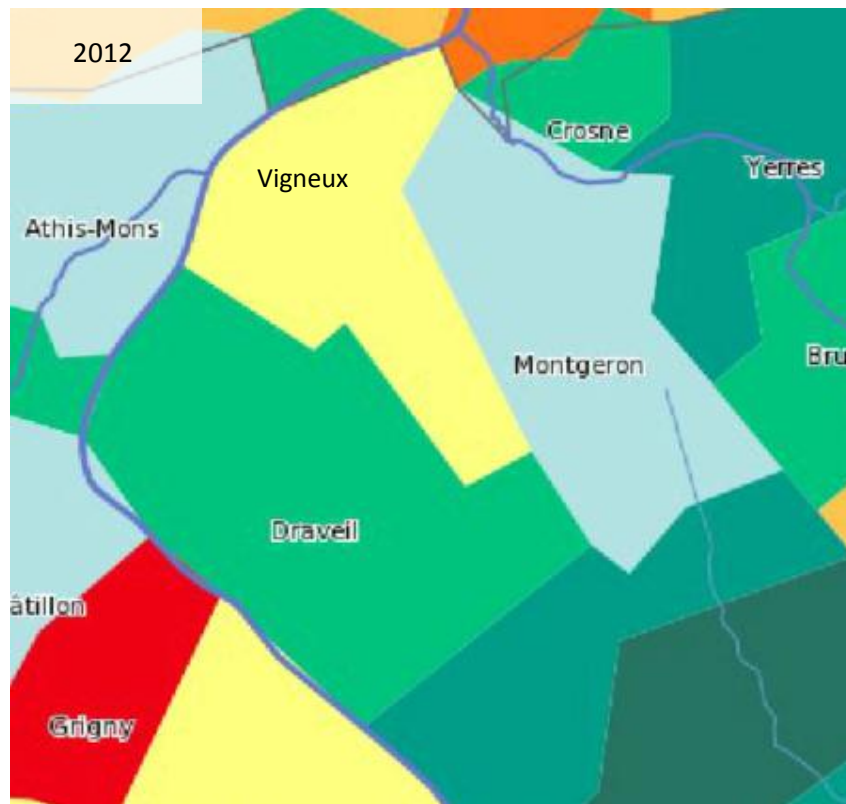 2012
Crosne
Yerres
Vigneux
Athis-Mons
Montgeron
Bru
Draveil
âtillon
Grigny